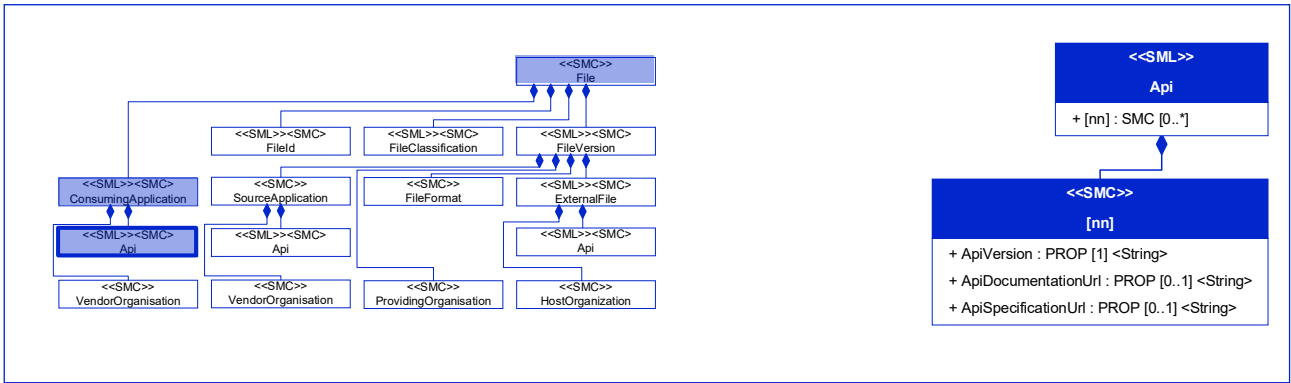 <<SMC>>
File
<<SML>><SMC>
FileId
<<SML>><SMC>
FileClassification
<<SML>><SMC>
FileVersion
<<SML>><SMC>
ConsumingApplication
<<SMC>>
SourceApplication
<<SMC>>
FileFormat
<<SML>><SMC>
ExternalFile
<<SML>><SMC>
Api
<<SML>><SMC>
Api
<<SML>><SMC>
Api
<<SMC>>
VendorOrganisation
<<SMC>>
VendorOrganisation
<<SMC>>
ProvidingOrganisation
<<SMC>>
HostOrganization
<<SML>>
Api
+ [nn] : SMC [0..*]
<<SMC>>
[nn]
+ ApiVersion : PROP [1] <String>
+ ApiDocumentationUrl : PROP [0..1] <String>
+ ApiSpecificationUrl : PROP [0..1] <String>